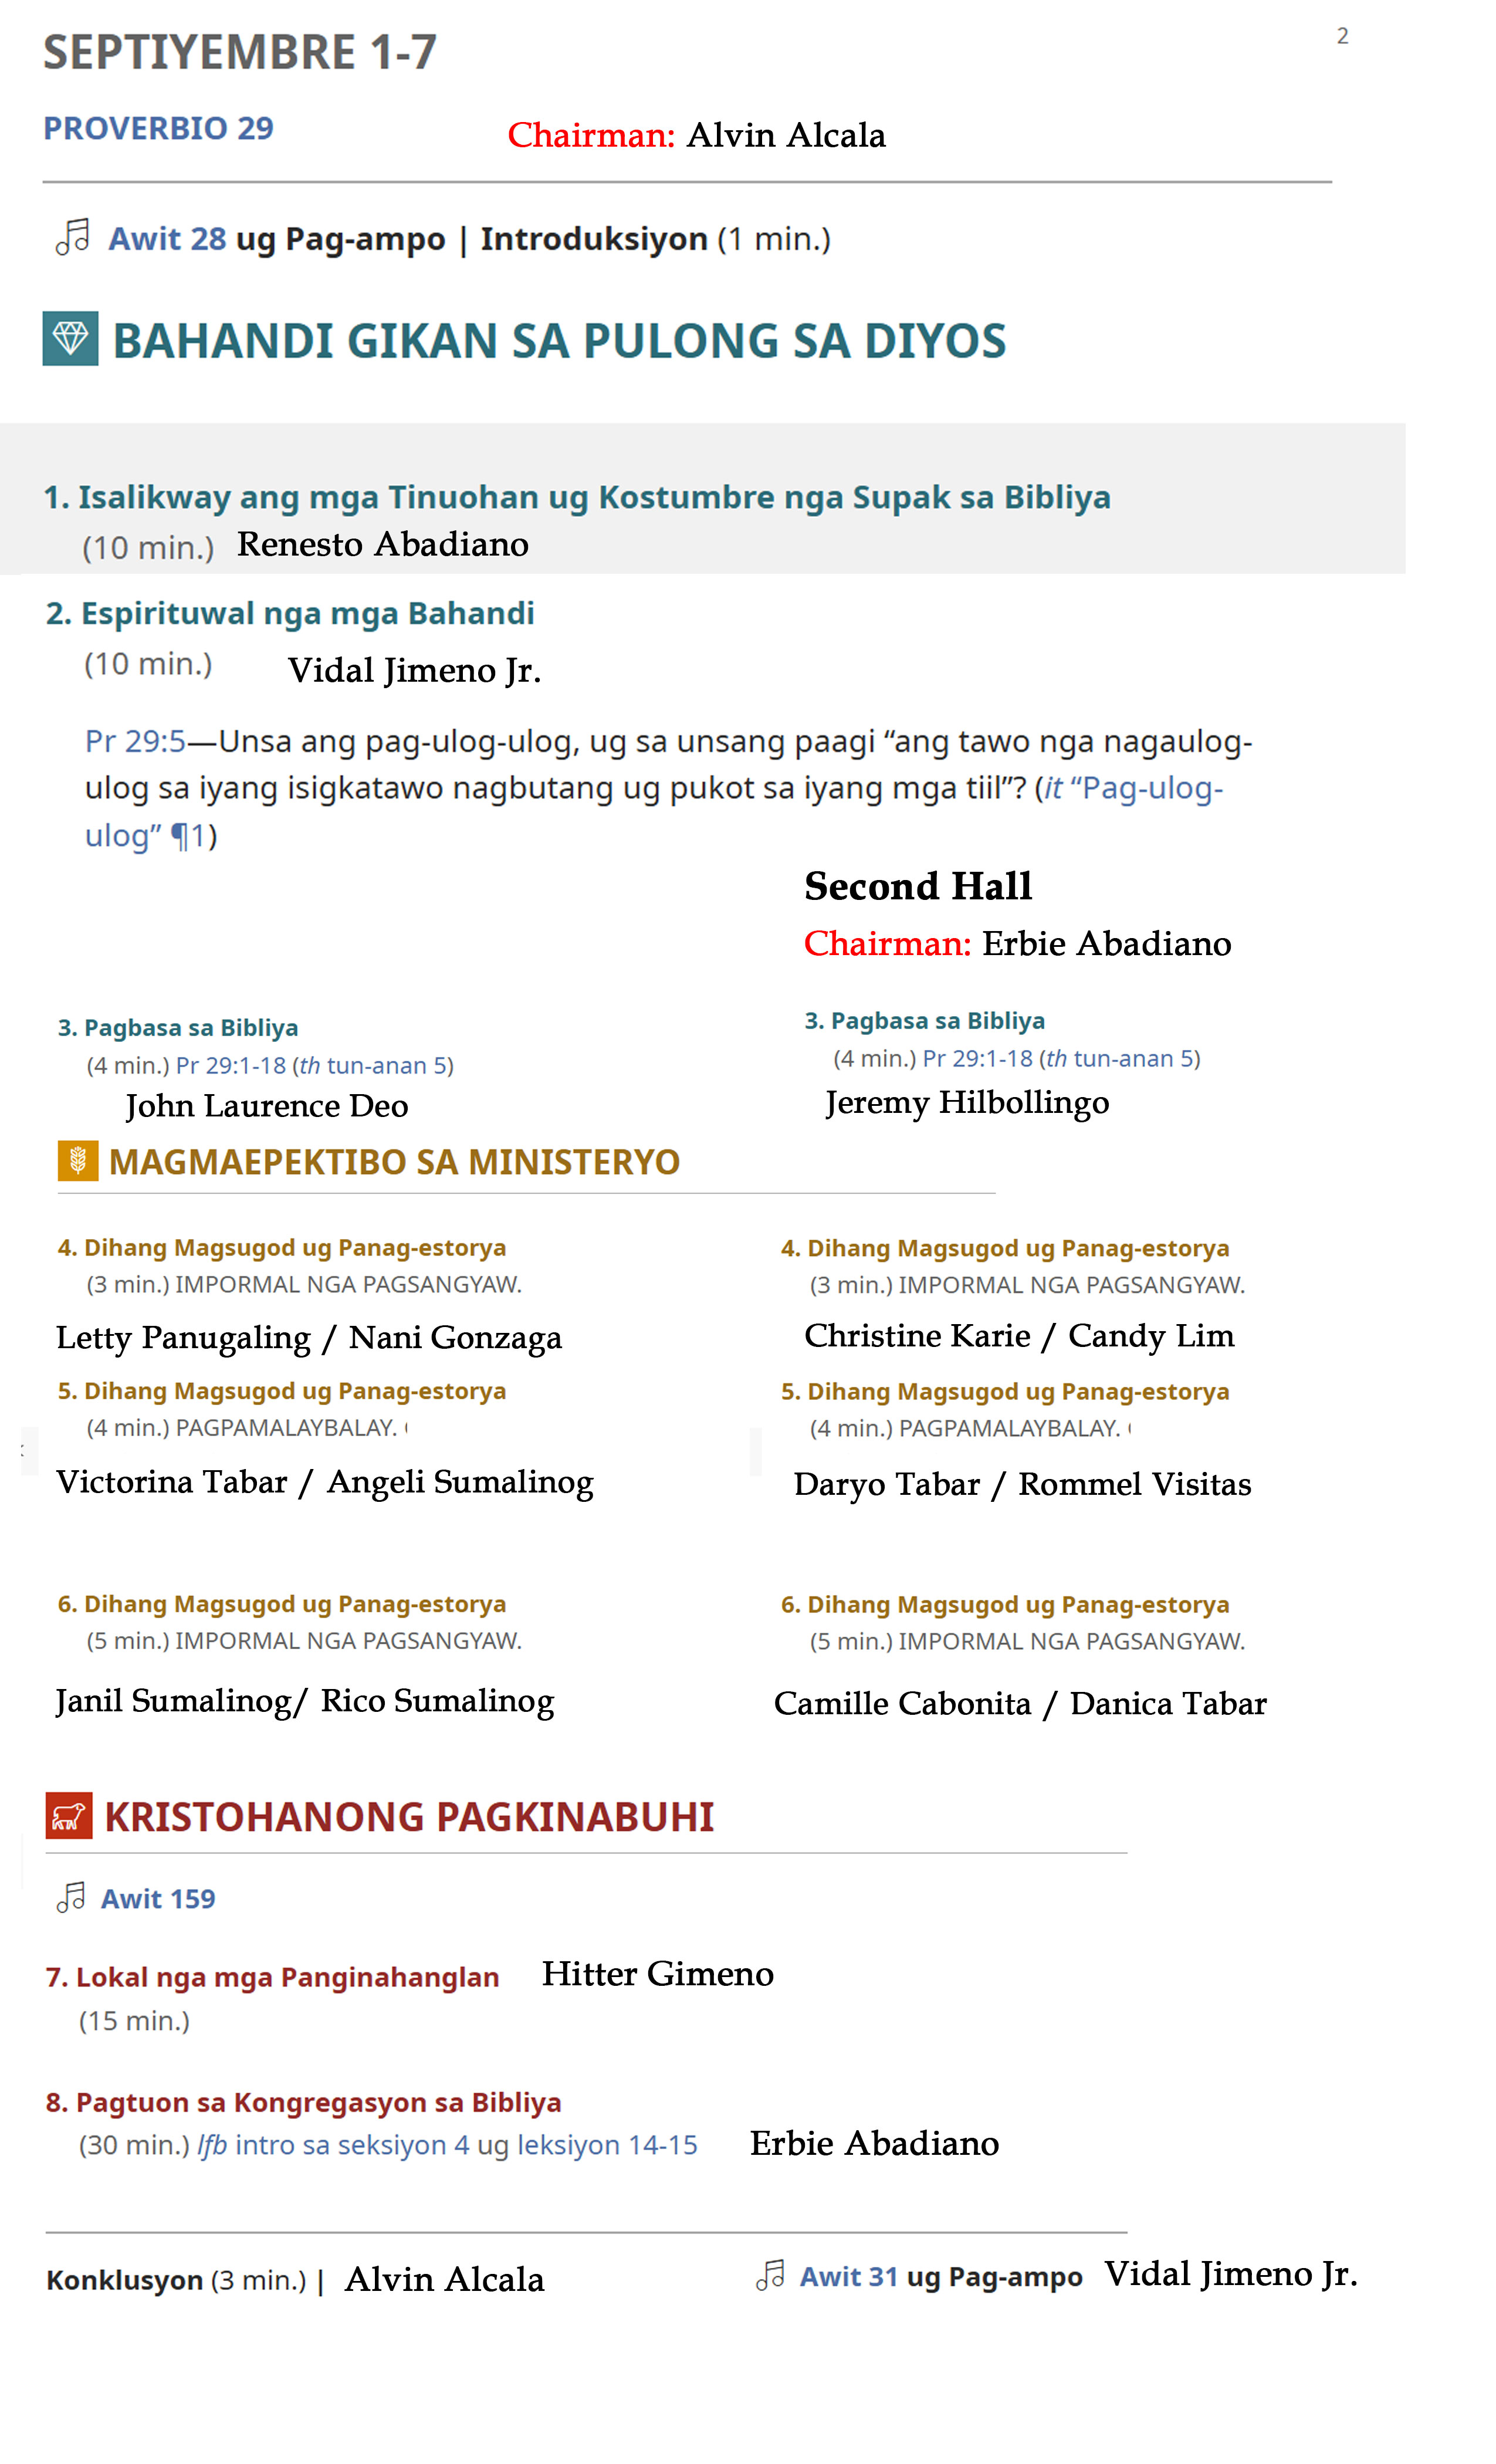 SEPTIYEMBRE 1-7
2
PROVERBIO 29
Chairman: Alvin Alcala
Awit 28 ug Pag-ampo | Introduksiyon (1 min.)
BAHANDI GIKAN SA PULONG SA DIYOS
1. Isalikway ang mga Tinuohan ug Kostumbre nga Supak sa Bibliya
(10 min.) Renesto Abadiano
2. Espirituwal nga mga Bahandi
(10 min.) Vidal Jimeno Jr.
Pr 29:5—Unsa ang pag-ulog-ulog, ug sa unsang paagi “ang tawo nga nagaulog-
ulog sa iyang isigkatawo nagbutang ug pukot sa iyang mga tiil”? (it “Pag-ulog-
ulog” ¶1)
Second Hall
Chairman: Erbie Abadiano
3. Pagbasa sa Bibliya
(4 min.) Pr 29:1-18 (th tun-anan 5)
John Laurence Deo
3. Pagbasa sa Bibliya
(4 min.) Pr 29:1-18 (th tun-anan 5)
Jeremy Hilbollingo
MAGMAEPEKTIBO SA MINISTERYO
4. Dihang Magsugod ug Panag-estorya
(3 min.) IMPORMAL NGA PAGSANGYAW.
Letty Panugaling / Nani Gonzaga
4. Dihang Magsugod ug Panag-estorya
(3 min.) IMPORMAL NGA PAGSANGYAW.
Christine Karie / Candy Lim
5. Dihang Magsugod ug Panag-estorya
(4 min.) PAGPAMALAYBALAY.
Victorina Tabar / Angeli Sumalinog
5. Dihang Magsugod ug Panag-estorya
(4 min.) PAGPAMALAYBALAY.
Daryo Tabar / Rommel Visitas
6. Dihang Magsugod ug Panag-estorya
(5 min.) IMPORMAL NGA PAGSANGYAW.
Janil Sumalinog/ Rico Sumalinog
6. Dihang Magsugod ug Panag-estorya
(5 min.) IMPORMAL NGA PAGSANGYAW.
Camille Cabonita / Danica Tabar
KRISTOHANONG PAGKINABUHI
Awit 159
7. Lokal nga mga Panginahanglan Hitter Gimeno
(15 min.)
8. Pagtuon sa Kongregasyon sa Bibliya
(30 min.) lfb intro sa seksiyon 4 ug leksiyon 14-15 Erbie Abadiano
Konklusyon (3 min.) | Alvin Alcala
Awit 31 ug Pag-ampo Vidal Jimeno Jr.